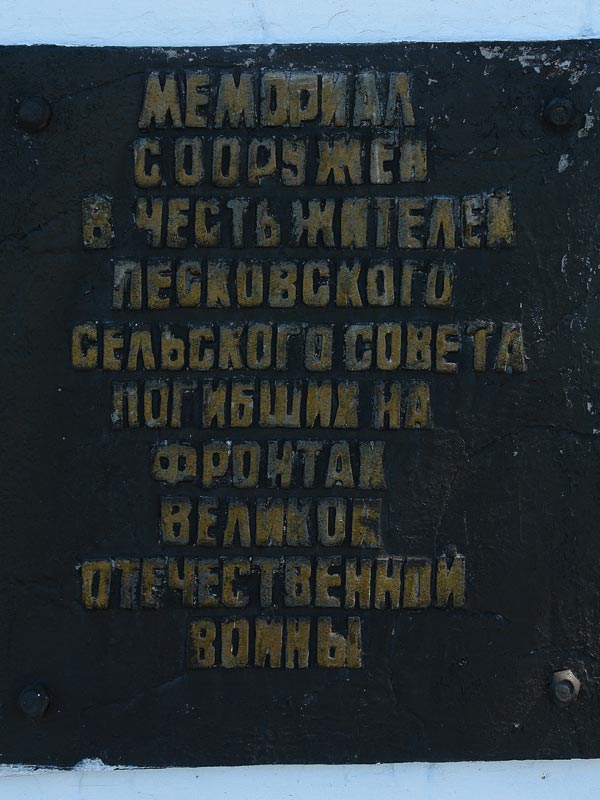 МЕМОРИАЛ
СООРУЖЕН
В ЧЕСТЬ ЖИТЕЛЕЙ
ПЕСКОВСКОГО
СЕЛЬСКОГО СОВЕТА
ПОГИБШИХ НА
ФРОНТАХ
ВЕЛИКОЙ
ОТЕЧЕСТВЕННОЙ
ВОЙНЫ